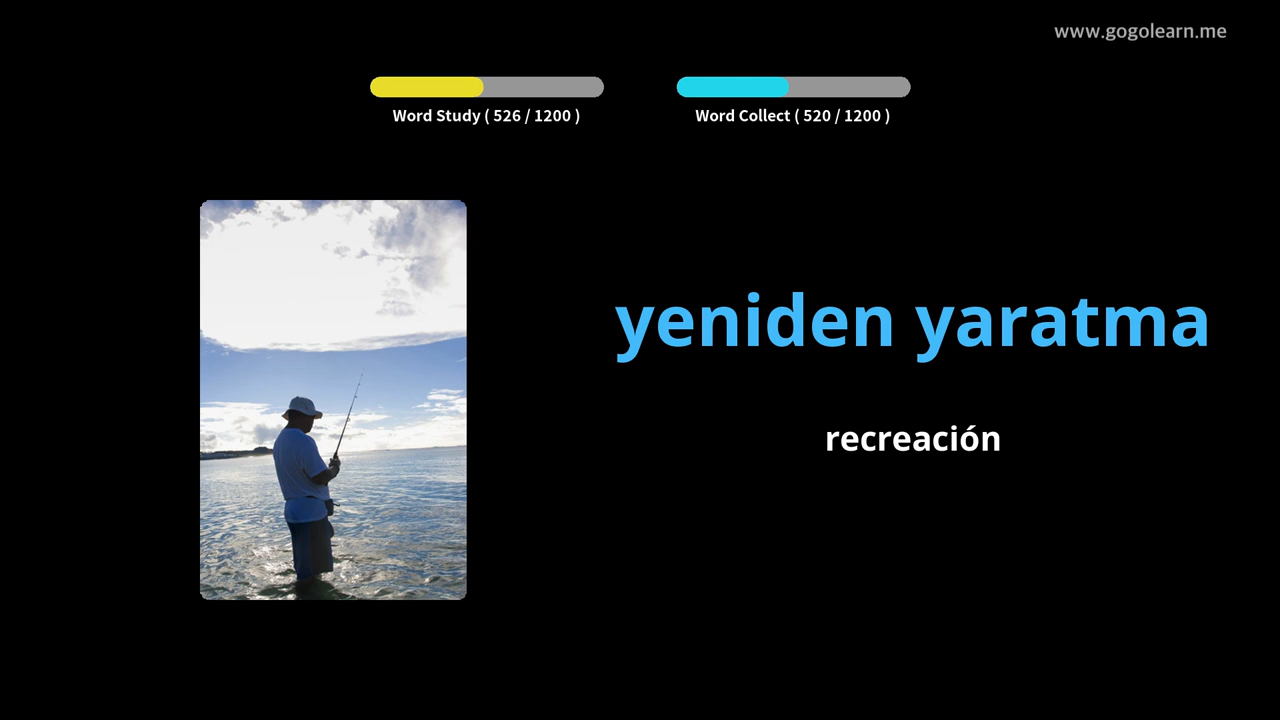 www.gogolearn.me
Word Study ( 526 / 1200 )
Word Collect ( 520 / 1200 )
yeniden yaratma
recreación